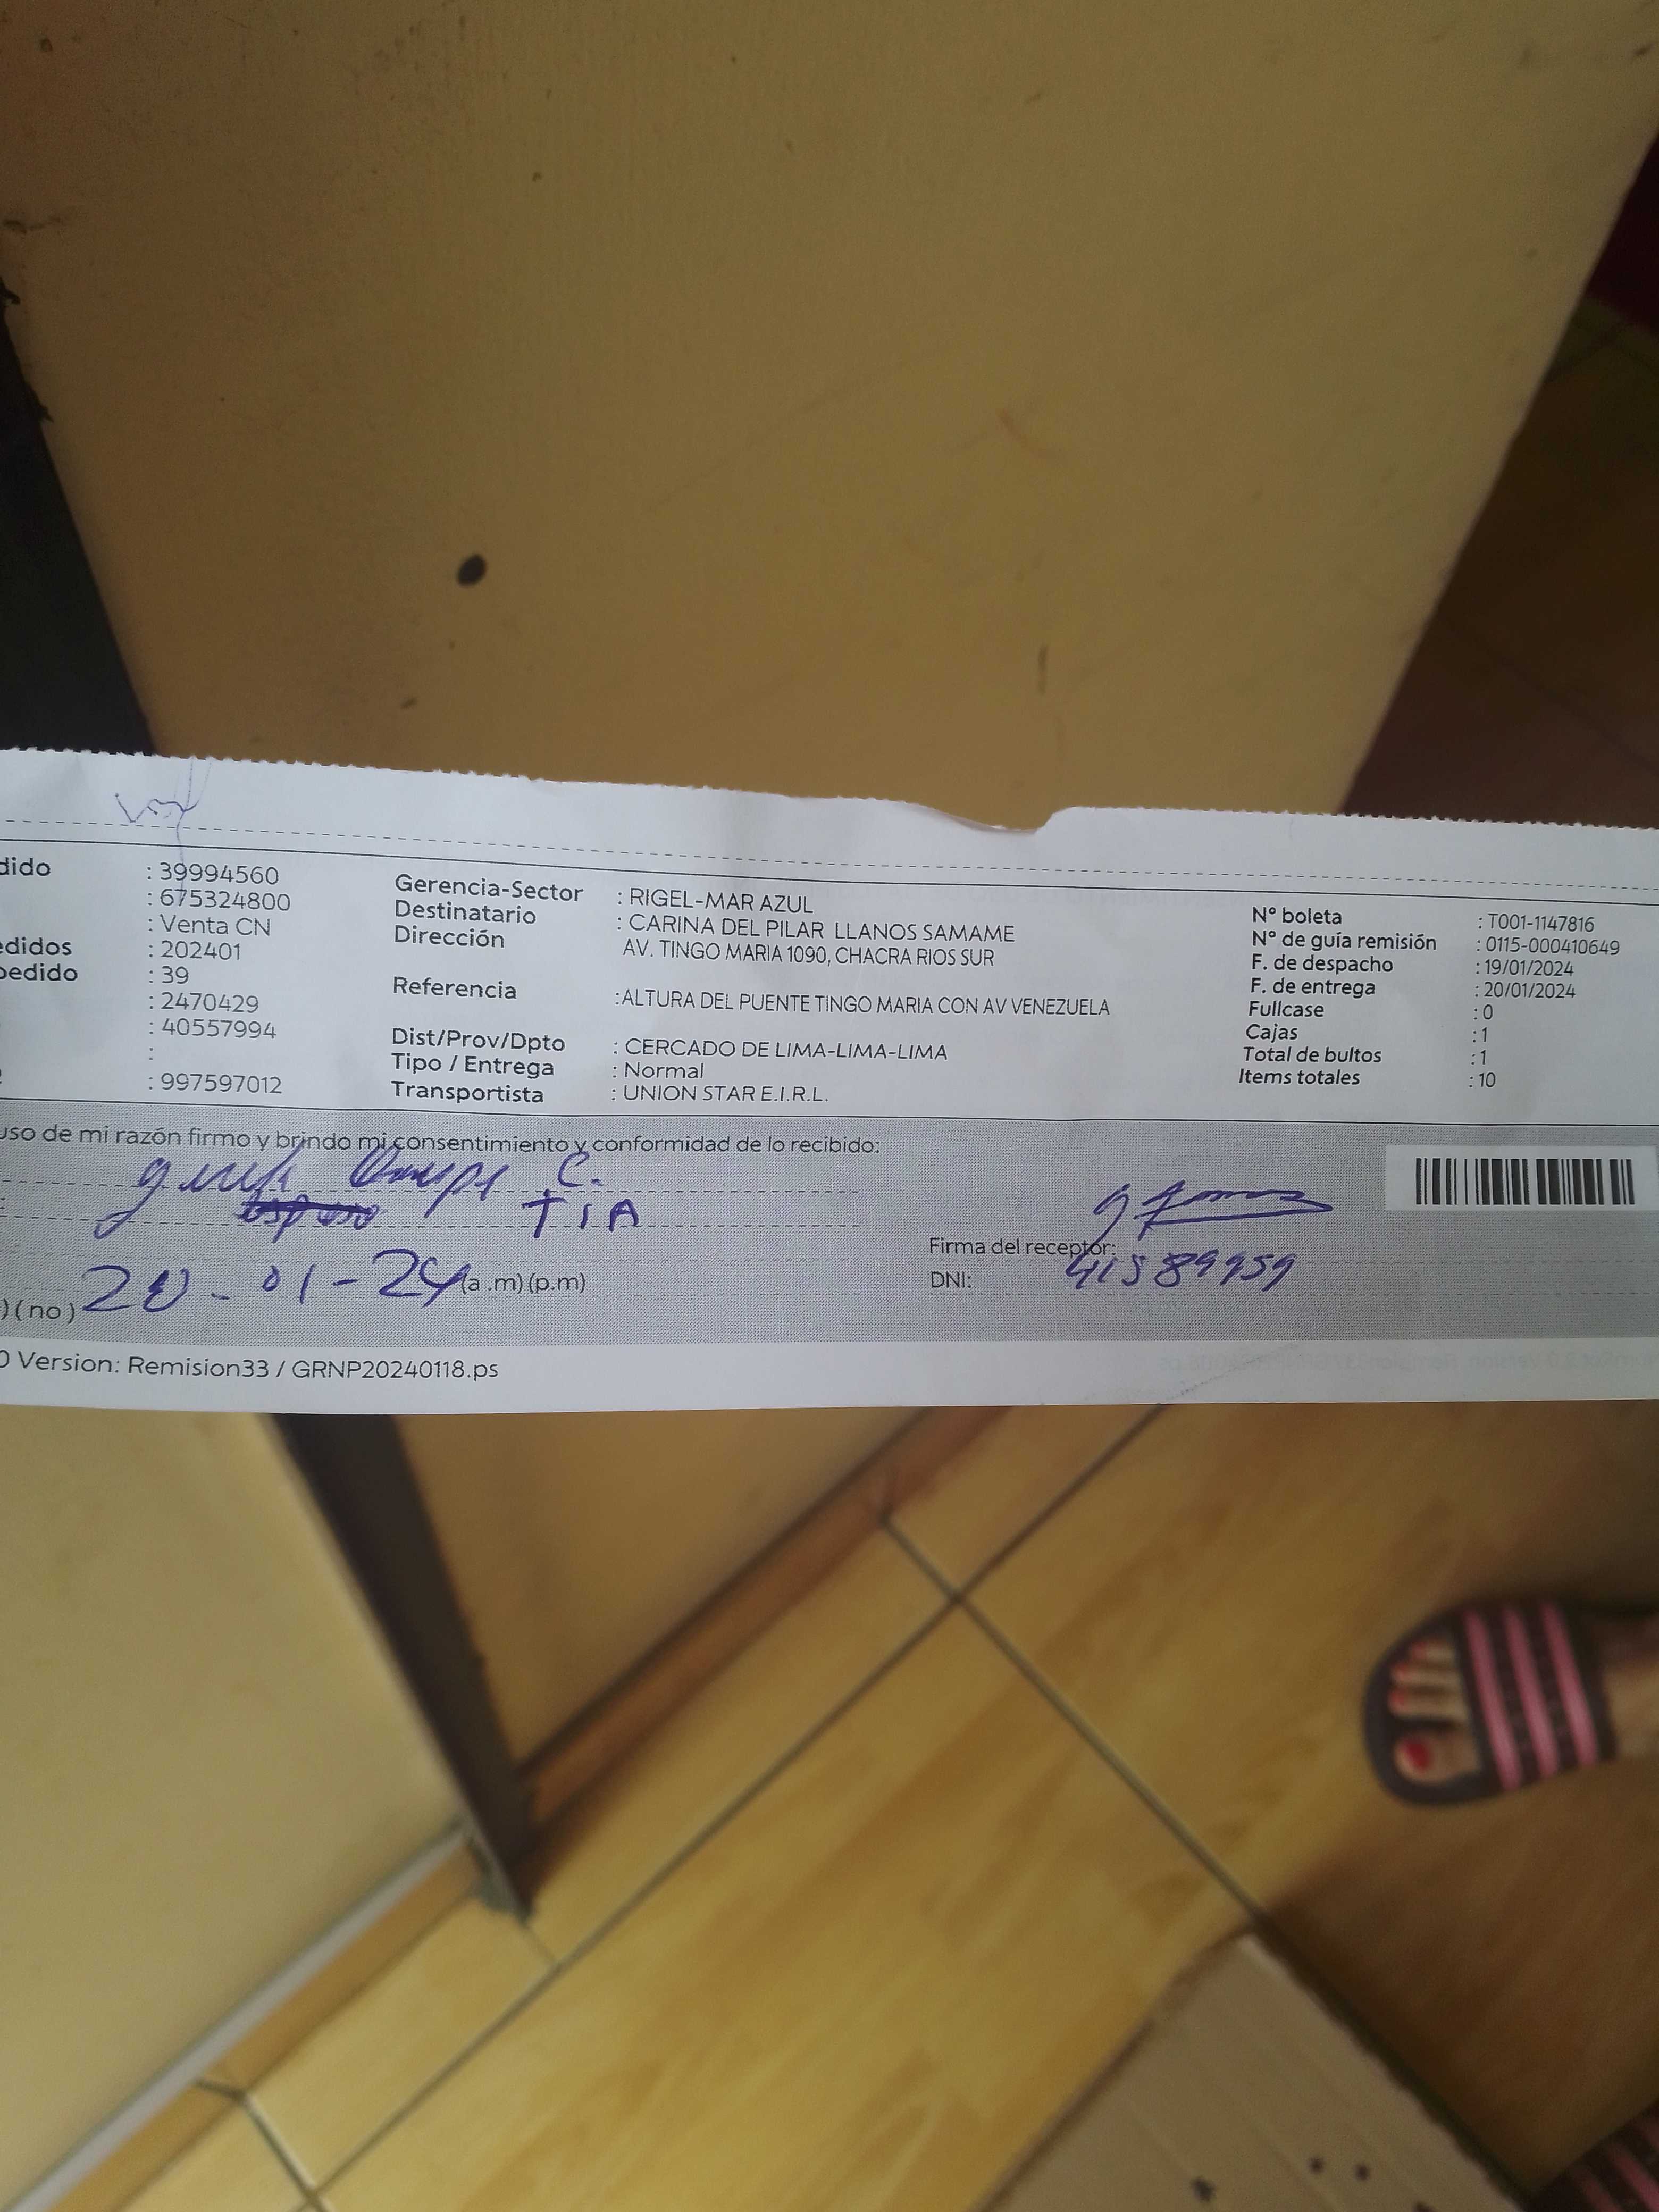 dido : 39994560
: 675324800
: Venta CN
edidos : 202401
pedido : 39
: 2470429
: 40557994
:
: 997597012
Gerencia-Sector : RIGEL-MAR AZUL
Destinatario : CARINA DEL PILAR LLANOS SAMAME
Dirección AV. TINGO MARIA 1090, CHACRA RIOS SUR
Referencia : ALTURA DEL PUENTE TINGO MARIA CON AV VENEZUELA
Dist/Prov/Dpto : CERCADO DE LIMA-LIMA-LIMA
Tipo / Entrega : Normal
Transportista : UNION STAR E.I.R.L.
N° boleta : T001-1147816
N° de guía remisión : 0115-000410649
F. de despacho : 19/01/2024
F. de entrega : 20/01/2024
Fullcase : 0
Cajas : 1
Total de bultos : 1
Items totales : 10
uso de mi razón firmo y brindo mi consentimiento y conformidad de lo recibido:
C.
TIA
20-01-24 (a .m) (p.m)
) ( no )
Firma del receptor:
DNI:
0 Version: Remision33 / GRNP20240118.ps